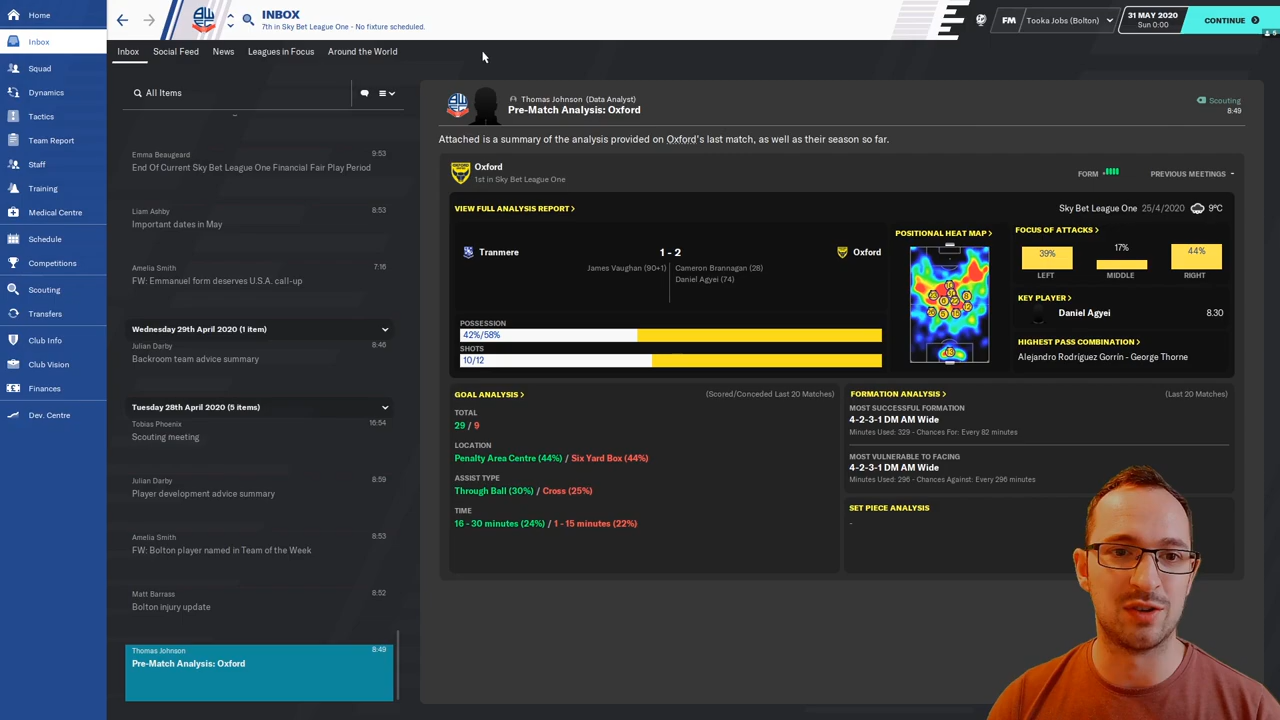 Home
Inbox
Squad
Dynamics
Tactics
Team Report
Staff
Training
Medical Centre
Schedule
Competitions
Scouting
Transfers
Club Info
Club Vision
Finances
Dev. Centre
INBOX
7th in Sky Bet League One - No fixture scheduled.
FM
Tooka Jobs (Bolton)
31 MAY 2020
Sun 0:00
CONTINUE
5
Inbox
Social Feed
News
Leagues in Focus
Around the World
All Items
Emma Beaugeard 9:53
End Of Current Sky Bet League One Financial Fair Play Period
Liam Ashby 8:53
Important dates in May
Amelia Smith 7:16
FW: Emmanuel form deserves U.S.A. call-up
Wednesday 29th April 2020 (1 item)
Julian Darby 8:46
Backroom team advice summary
Tuesday 28th April 2020 (5 items)
Tobias Phoenix 16:54
Scouting meeting
Julian Darby 8:59
Player development advice summary
Amelia Smith 8:53
FW: Bolton player named in Team of the Week
Matt Barrass 8:52
Bolton injury update
Thomas Johnson 8:49
Pre-Match Analysis: Oxford
Thomas Johnson (Data Analyst)
Pre-Match Analysis: Oxford
Scouting
8:49
Attached is a summary of the analysis provided on Oxford's last match, as well as their season so far.
Oxford
1st in Sky Bet League One
FORM
PREVIOUS MEETINGS -
VIEW FULL ANALYSIS REPORT >
Sky Bet League One 25/4/2020 9°C
Tranmere 1 - 2 Oxford
James Vaughan (90+1) Cameron Brannagan (28)
Daniel Agyei (74)
POSSESSION
42%/58%
SHOTS
10/12
POSITIONAL HEAT MAP >
FOCUS OF ATTACKS >
39% 17% 44%
LEFT MIDDLE RIGHT
KEY PLAYER >
Daniel Agyei 8.30
HIGHEST PASS COMBINATION >
Alejandro Rodríguez Gorrín - George Thorne
GOAL ANALYSIS > (Scored/Conceded Last 20 Matches)
TOTAL
29 / 9
LOCATION
Penalty Area Centre (44%) / Six Yard Box (44%)
ASSIST TYPE
Through Ball (30%) / Cross (25%)
TIME
16 - 30 minutes (24%) / 1 - 15 minutes (22%)
FORMATION ANALYSIS > (Last 20 Matches)
MOST SUCCESSFUL FORMATION
4-2-3-1 DM AM Wide
Minutes Used: 329 - Chances For: Every 82 minutes
MOST VULNERABLE TO FACING
4-2-3-1 DM AM Wide
Minutes Used: 296 - Chances Against: Every 296 minutes
SET PIECE ANALYSIS
-